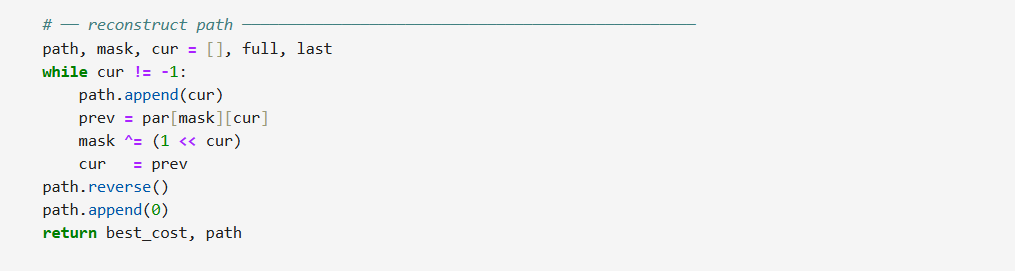 # ── reconstruct path ──────────────────────────────────────────────────
path, mask, cur = [], full, last
while cur != -1:
    path.append(cur)
    prev = par[mask][cur]
    mask ^= (1 << cur)
    cur   = prev
path.reverse()
path.append(0)
return best_cost, path